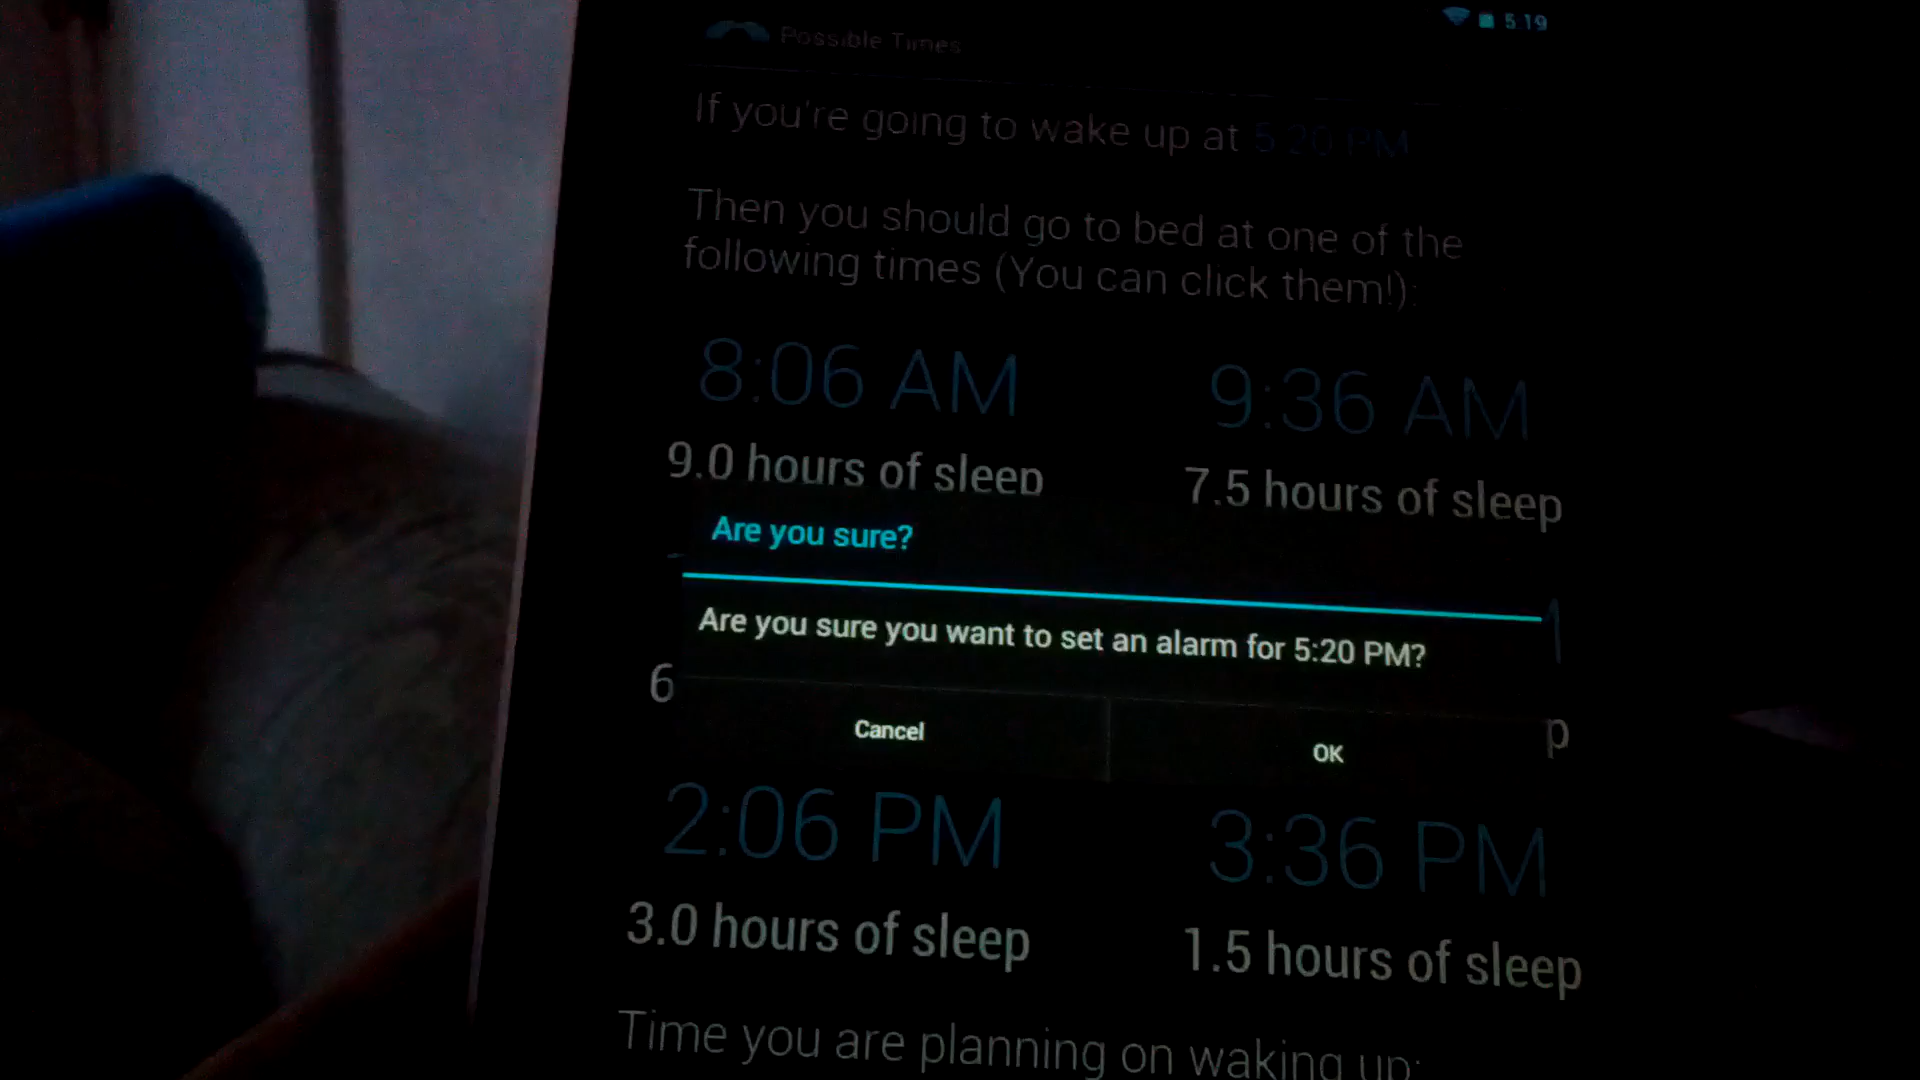 5:19
Possible Times
If you're going to wake up at 5:20 PM
Then you should go to bed at one of the
following times (You can click them!):
8:06 AM 9:36 AM
9.0 hours of sleep 7.5 hours of sleep
Are you sure?
Are you sure you want to set an alarm for 5:20 PM?
6 p
Cancel OK
2:06 PM 3:36 PM
3.0 hours of sleep 1.5 hours of sleep
Time you are planning on waking up: